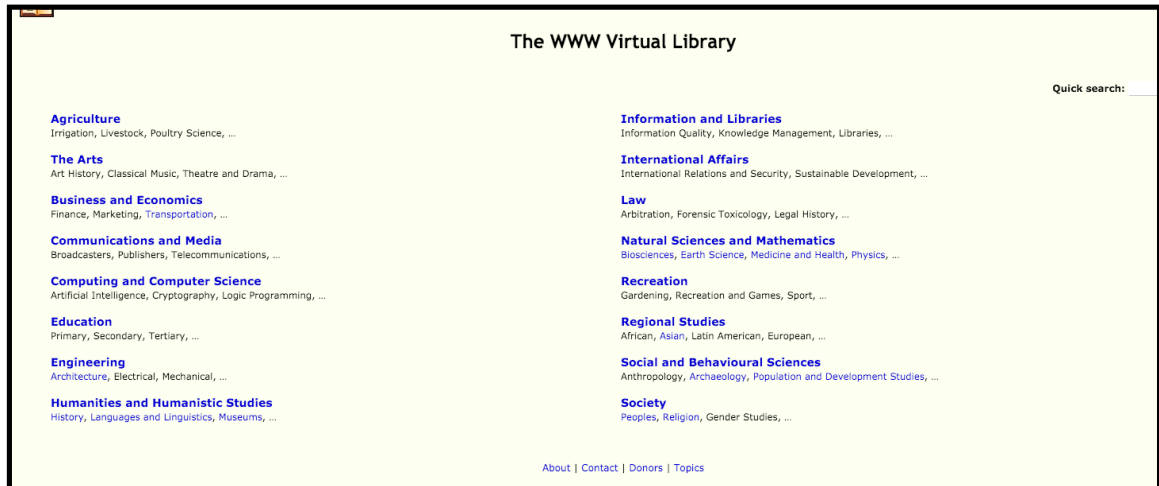 The WWW Virtual Library
Quick search:
Agriculture
Irrigation, Livestock, Poultry Science, ...
The Arts
Art History, Classical Music, Theatre and Drama, ...
Business and Economics
Finance, Marketing, Transportation, ...
Communications and Media
Broadcasters, Publishers, Telecommunications, ...
Computing and Computer Science
Artificial Intelligence, Cryptography, Logic Programming, ...
Education
Primary, Secondary, Tertiary, ...
Engineering
Architecture, Electrical, Mechanical, ...
Humanities and Humanistic Studies
History, Languages and Linguistics, Museums, ...
Information and Libraries
Information Quality, Knowledge Management, Libraries, ...
International Affairs
International Relations and Security, Sustainable Development, ...
Law
Arbitration, Forensic Toxicology, Legal History, ...
Natural Sciences and Mathematics
Biosciences, Earth Science, Medicine and Health, Physics, ...
Recreation
Gardening, Recreation and Games, Sport, ...
Regional Studies
African, Asian, Latin American, European, ...
Social and Behavioural Sciences
Anthropology, Archaeology, Population and Development Studies, ...
Society
Peoples, Religion, Gender Studies, ...
About | Contact | Donors | Topics